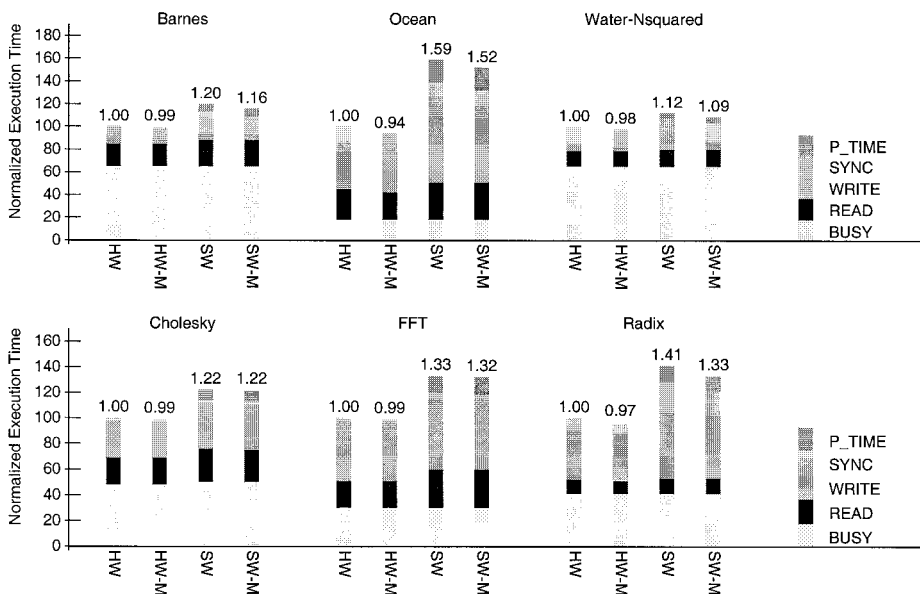 Barnes
Ocean
Water-Nsquared
Normalized Execution Time
180
160
140
120
100
80
60
40
20
0
1.00
0.99
1.20
1.16
1.00
0.94
1.59
1.52
1.00
0.98
1.12
1.09
HW
HW-M
SW
SW-M
HW
HW-M
SW
SW-M
HW
HW-M
SW
SW-M
P_TIME
SYNC
WRITE
READ
BUSY
Cholesky
FFT
Radix
Normalized Execution Time
160
140
120
100
80
60
40
20
0
1.00
0.99
1.22
1.22
1.00
0.99
1.33
1.32
1.00
0.97
1.41
1.33
HW
HW-M
SW
SW-M
HW
HW-M
SW
SW-M
HW
HW-M
SW
SW-M
P_TIME
SYNC
WRITE
READ
BUSY